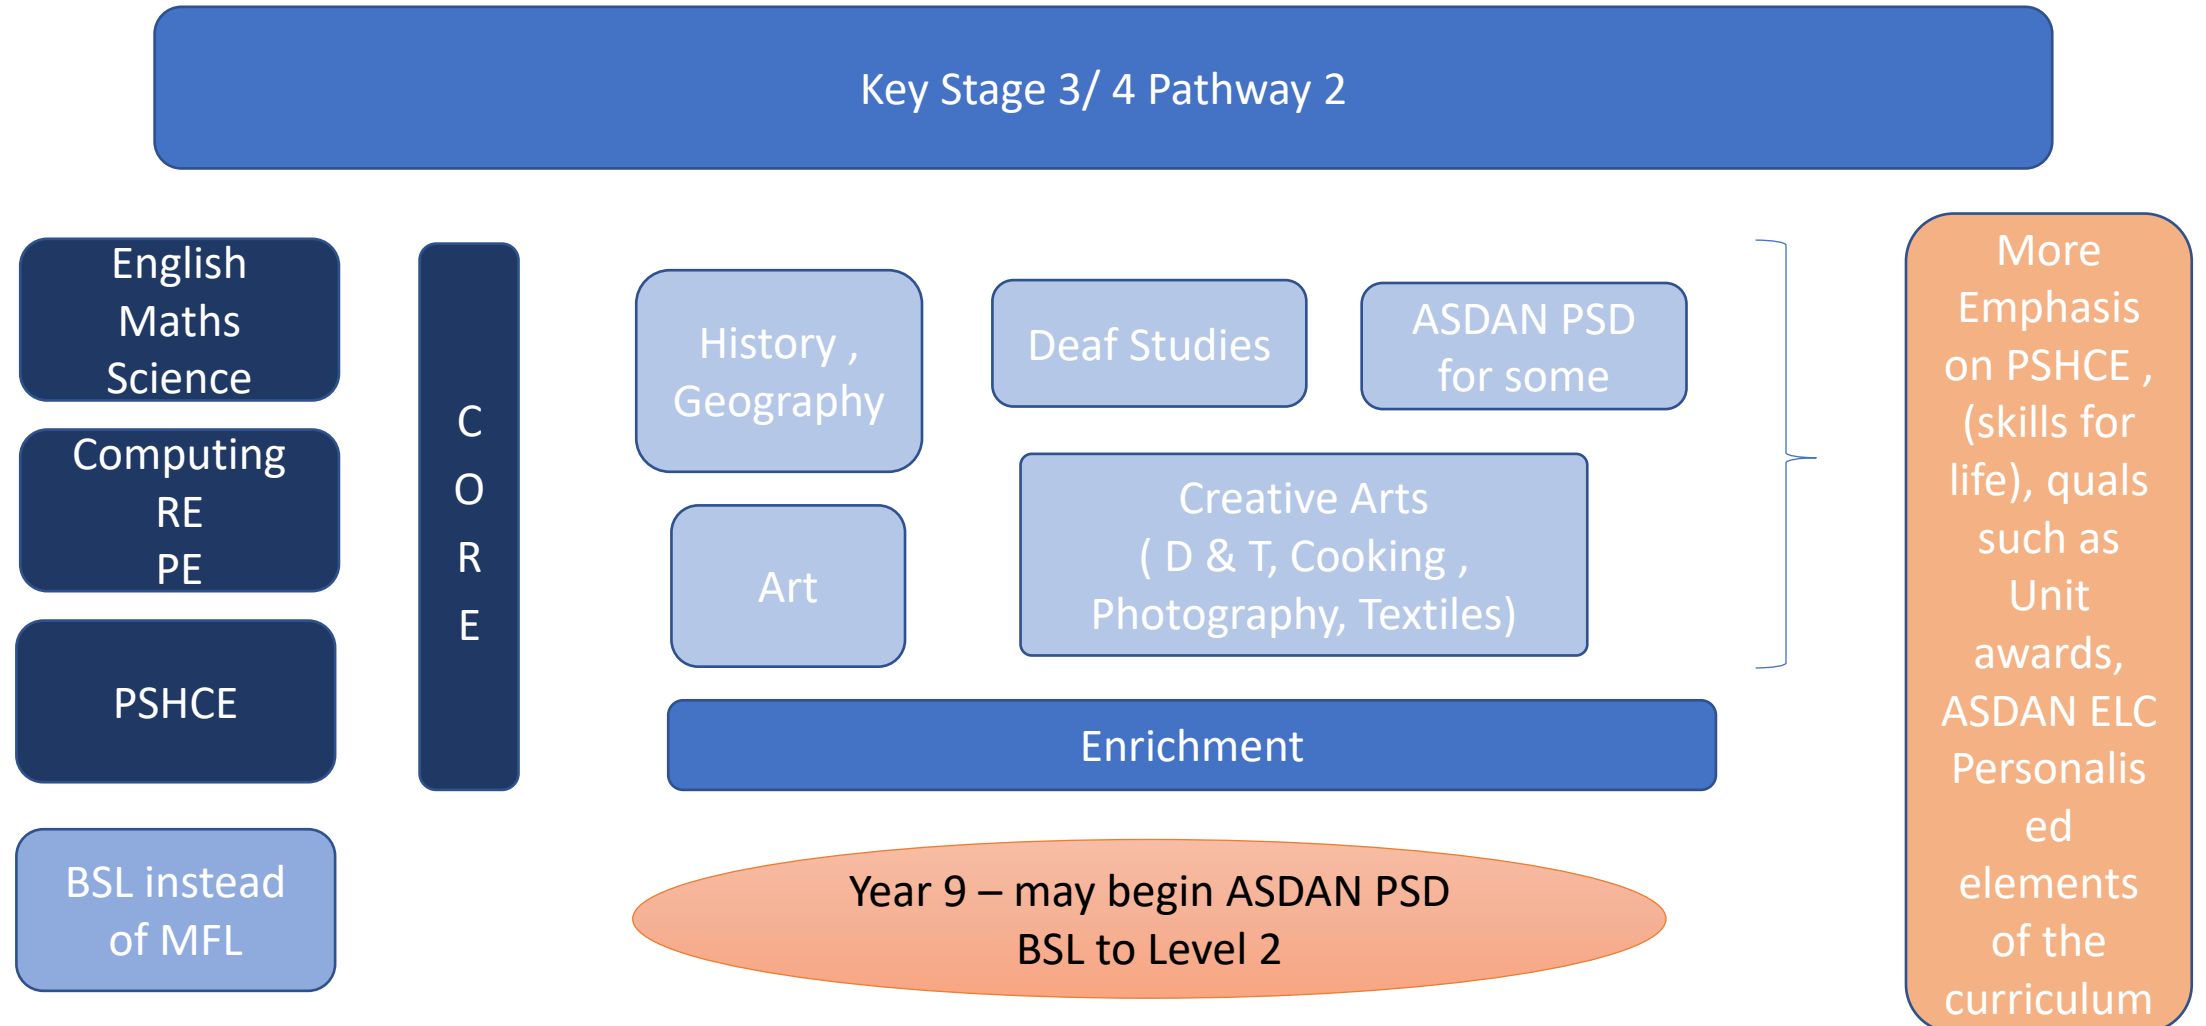 Key Stage 3/ 4 Pathway 2
English
Maths
Science
Computing
RE
PE
PSHCE
BSL instead
of MFL
C
O
R
E
History ,
Geography
Deaf Studies
ASDAN PSD
for some
Art
Creative Arts
( D & T, Cooking ,
Photography, Textiles)
Enrichment
Year 9 – may begin ASDAN PSD
BSL to Level 2
More
Emphasis
on PSHCE ,
(skills for
life), quals
such as
Unit
awards,
ASDAN ELC
Personalis
ed
elements
of the
curriculum